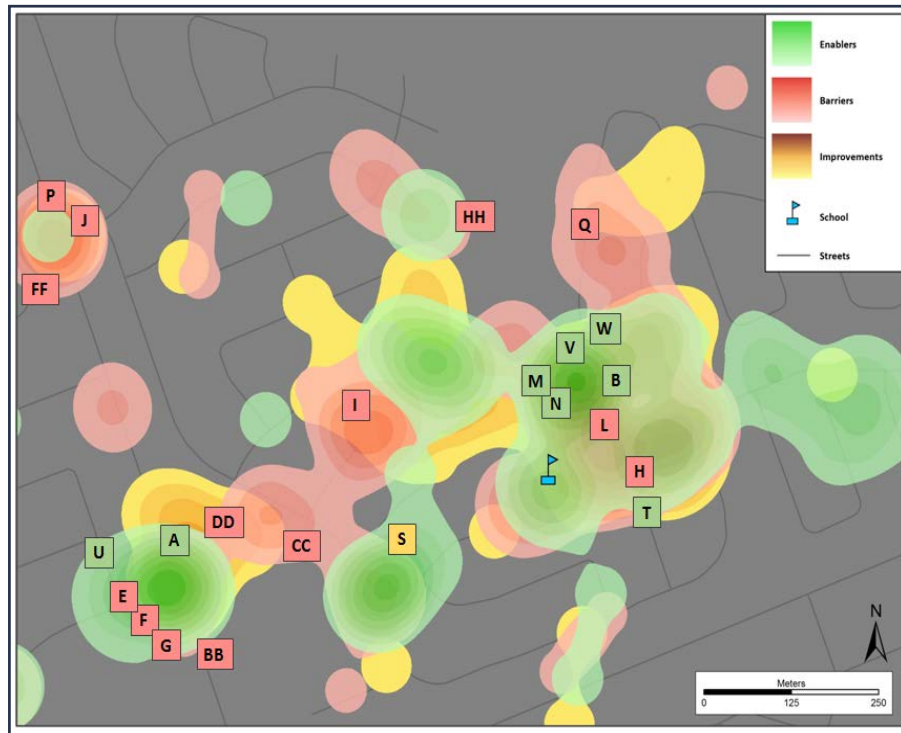 Enablers
Barriers
Improvements
School
Streets
P
J
HH
Q
FF
W
V
M
B
N
I
L
H
T
DD
A
S
U
CC
E
F
G
BB
N
Meters
0 125 250